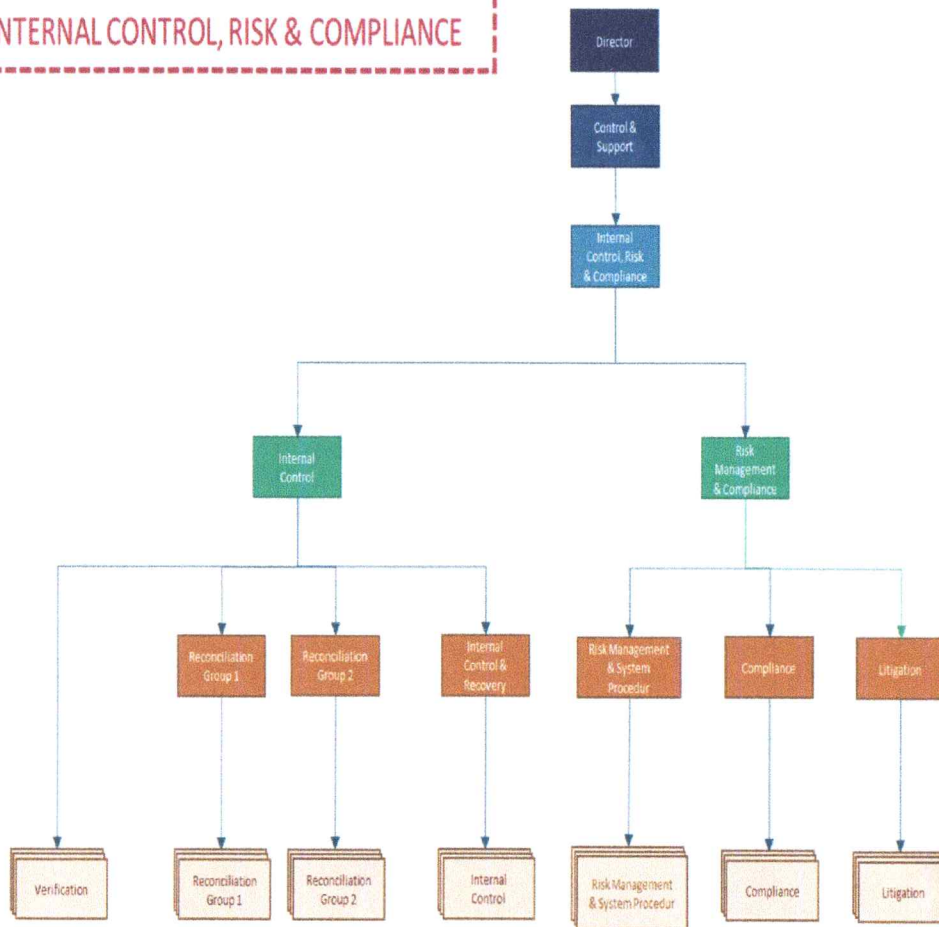 INTERNAL CONTROL, RISK & COMPLIANCE
Director
Control &
Support
Internal
Control, Risk
& Compliance
Internal
Control
Risk
Management
& Compliance
Reconciliation
Group 1
Reconciliation
Group 2
Internal
Control &
Recovery
Risk Management
& System
Procedur
Compliance
Litigation
Verification
Reconciliation
Group 1
Reconciliation
Group 2
Internal
Control
Risk Management
& System Procedur
Compliance
Litigation